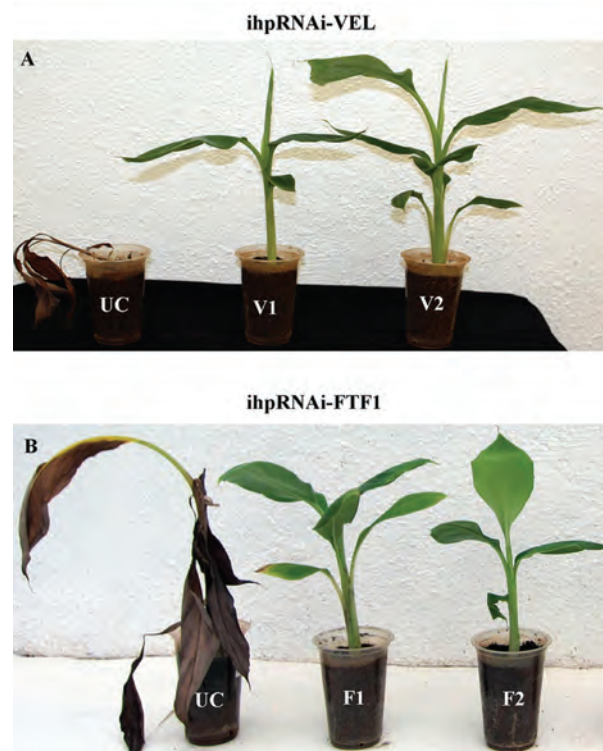 ihpRNAi-VEL
A
UC
V1
V2
ihpRNAi-FTF1
B
UC
F1
F2